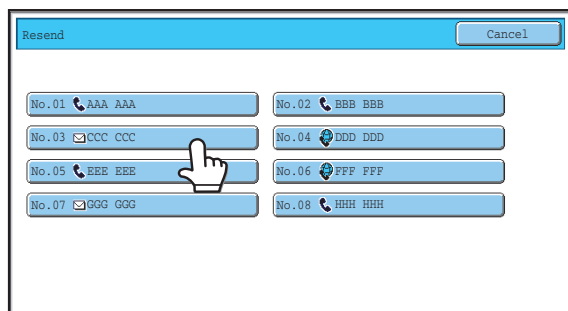 Resend Cancel
No.01 AAA AAA No.02 BBB BBB
No.03 CCC CCC No.04 DDD DDD
No.05 EEE EEE No.06 FFF FFF
No.07 GGG GGG No.08 HHH HHH